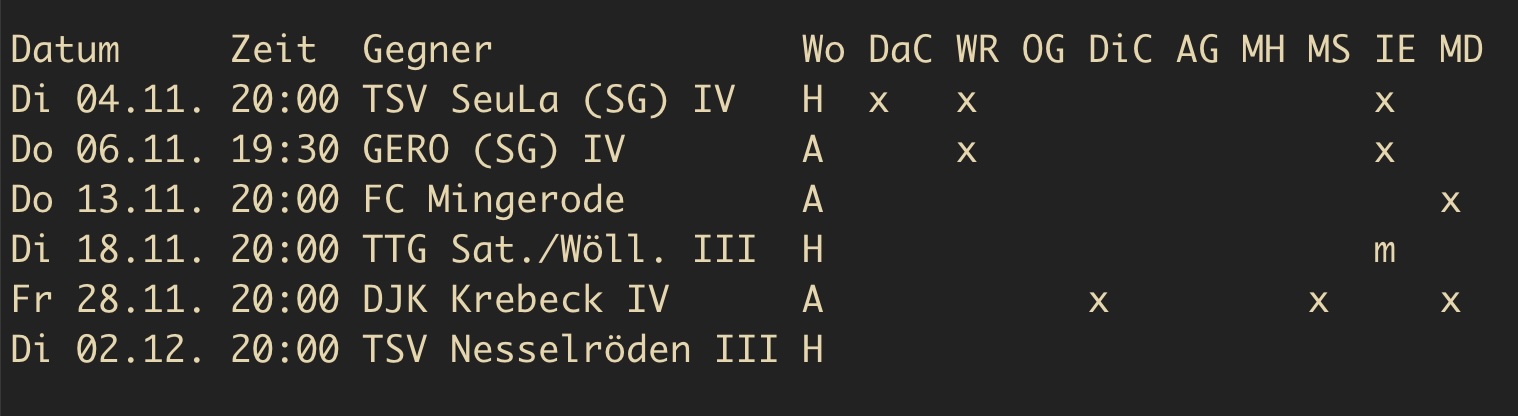 Datum     Zeit  Gegner              Wo DaC WR OG DiC AG MH MS IE MD
Di 04.11. 20:00 TSV SeuLa (SG) IV   H  x   x                  x
Do 06.11. 19:30 GERO (SG) IV        A      x                  x
Do 13.11. 20:00 FC Mingerode        A                            x
Di 18.11. 20:00 TTG Sat./Wöll. III  H                         m
Fr 28.11. 20:00 DJK Krebeck IV      A            x         x     x
Di 02.12. 20:00 TSV Nesselröden III H